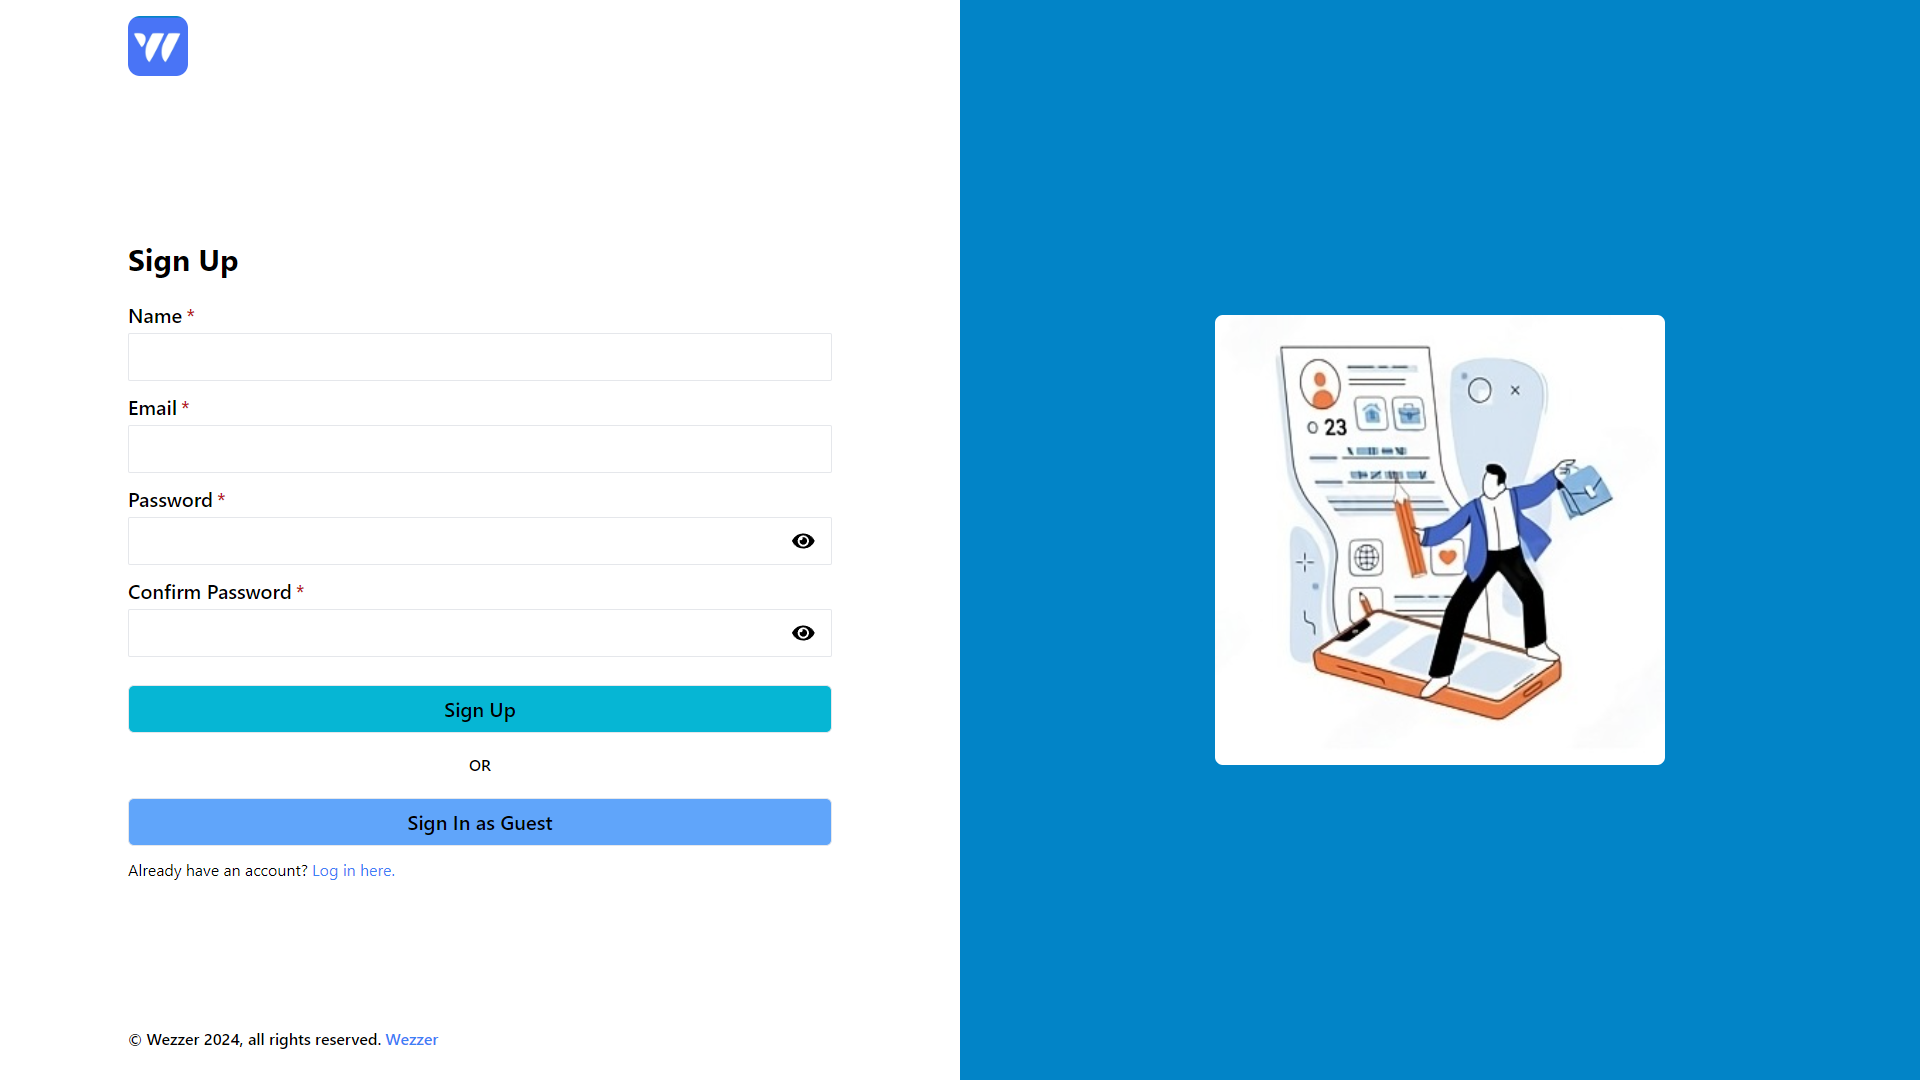 Sign Up
Name *
Email *
Password *
Confirm Password *
Sign Up
OR
Sign In as Guest
Already have an account? Log in here.
© Wezzer 2024, all rights reserved. Wezzer
23